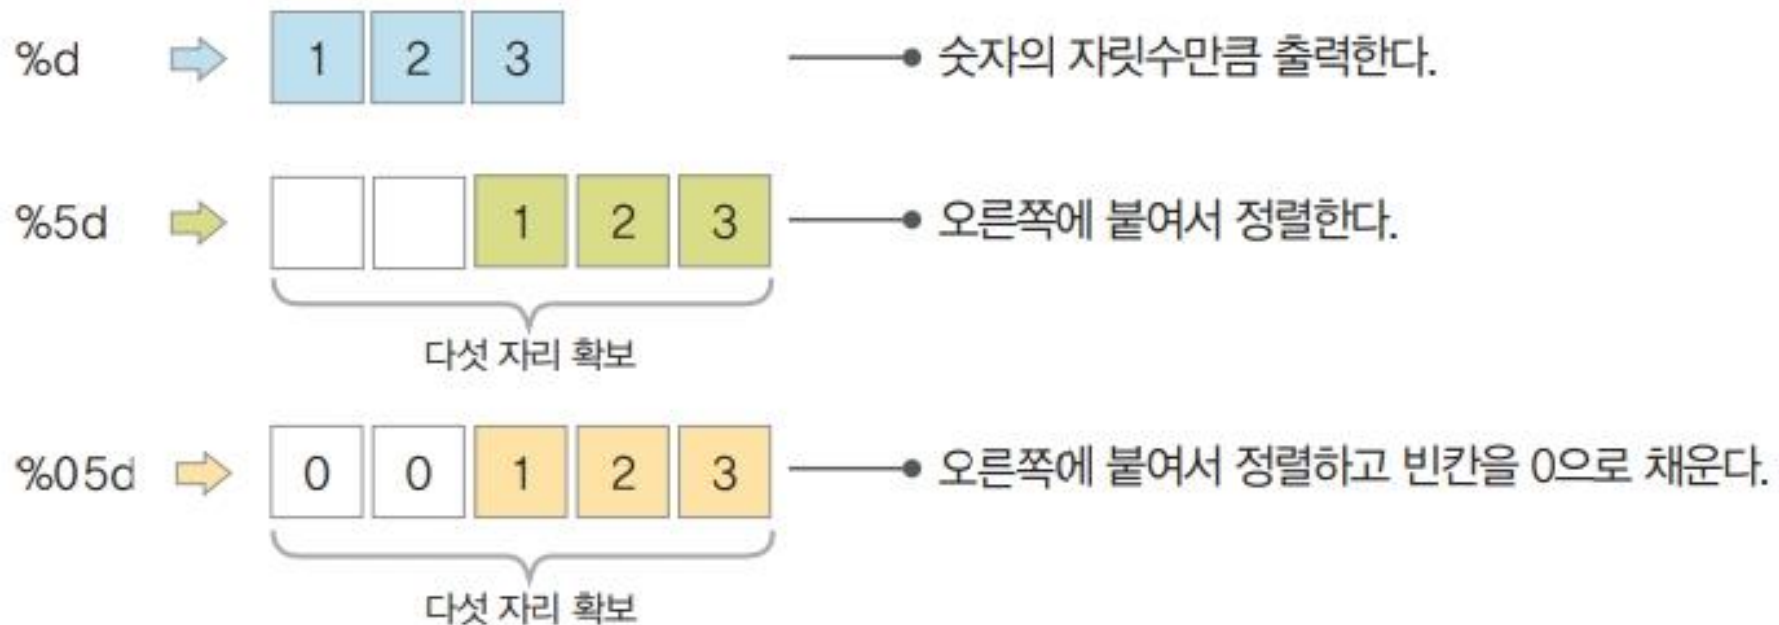 %d 1 2 3 숫자의 자릿수만큼 출력한다.
%5d 1 2 3 오른쪽에 붙여서 정렬한다.
다섯 자리 확보
%05d 0 0 1 2 3 오른쪽에 붙여서 정렬하고 빈칸을 0으로 채운다.
다섯 자리 확보